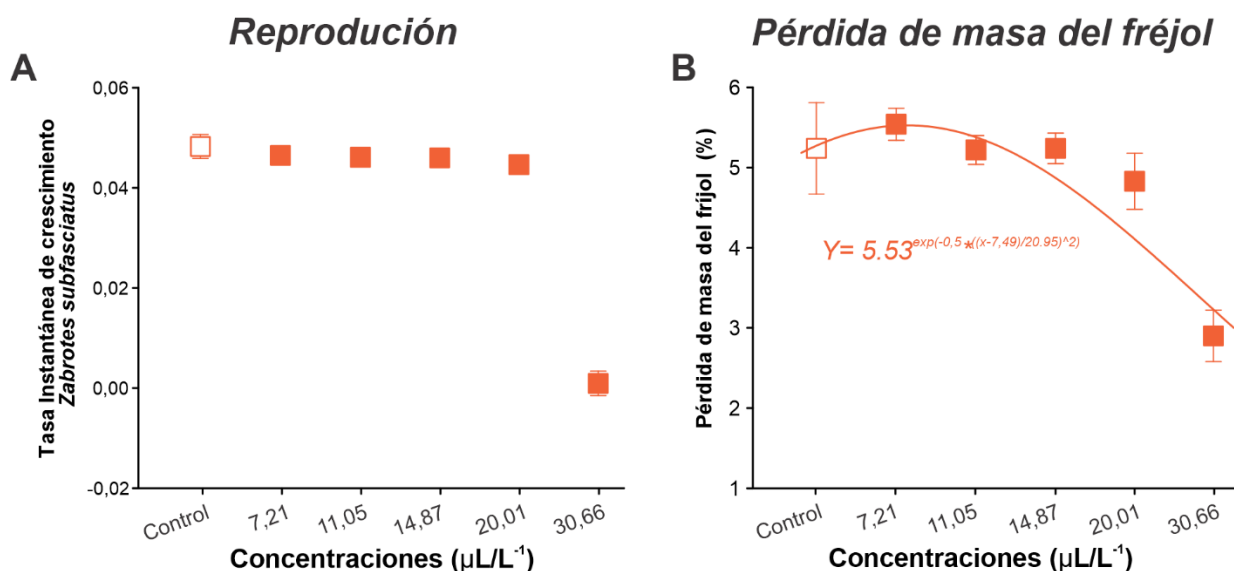 Reprodución
A
Tasa Instantánea de crescimiento
Zabrotes subfasciatus
0,06
0,04
0,02
0,00
-0,02
Control
7,21
11,05
14,87
20,01
30,66
Concentraciones (µL/L⁻¹)
Pérdida de masa del fréjol
B
Pérdida de masa del fríjol (%)
6
5
4
3
2
1
Y= 5.53exp(-0,5*((x-7,49)/20.95)^2)
Control
7,21
11,05
14,87
20,01
30,66
Concentraciones (µL/L⁻¹)